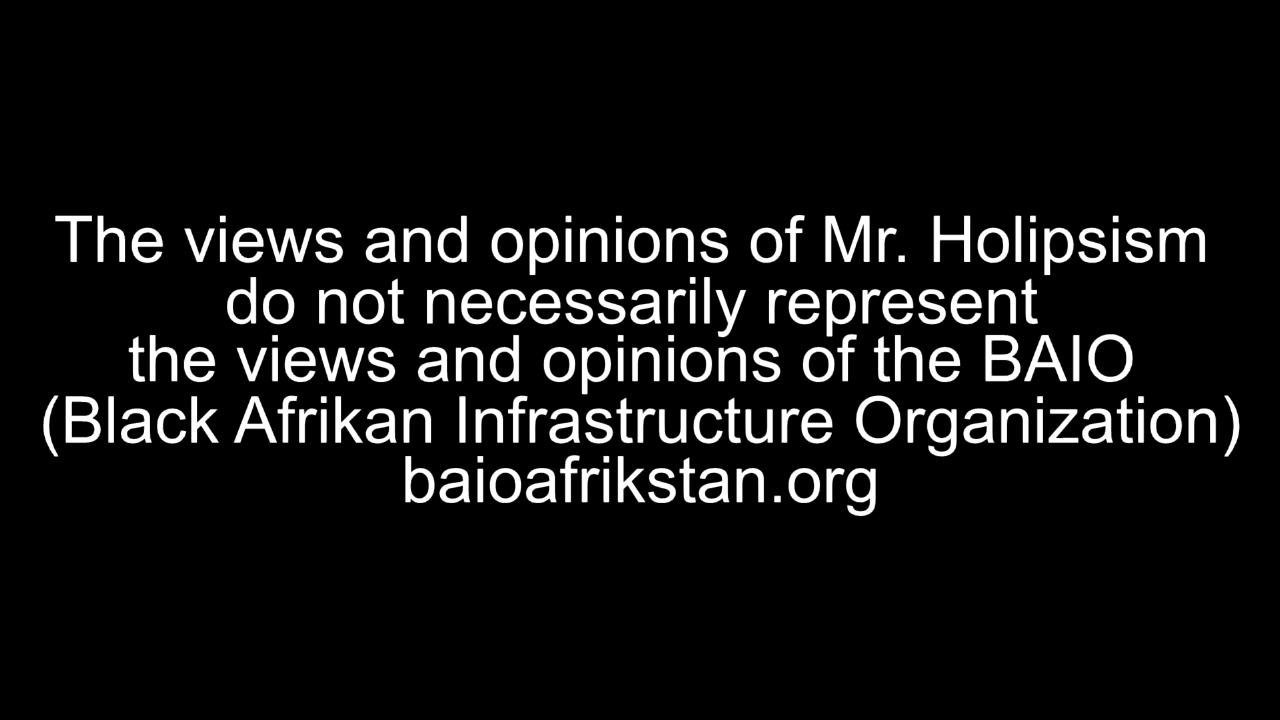 The views and opinions of Mr. Holipsism
do not necessarily represent
the views and opinions of the BAIO
(Black Afrikan Infrastructure Organization)
baioafrikstan.org